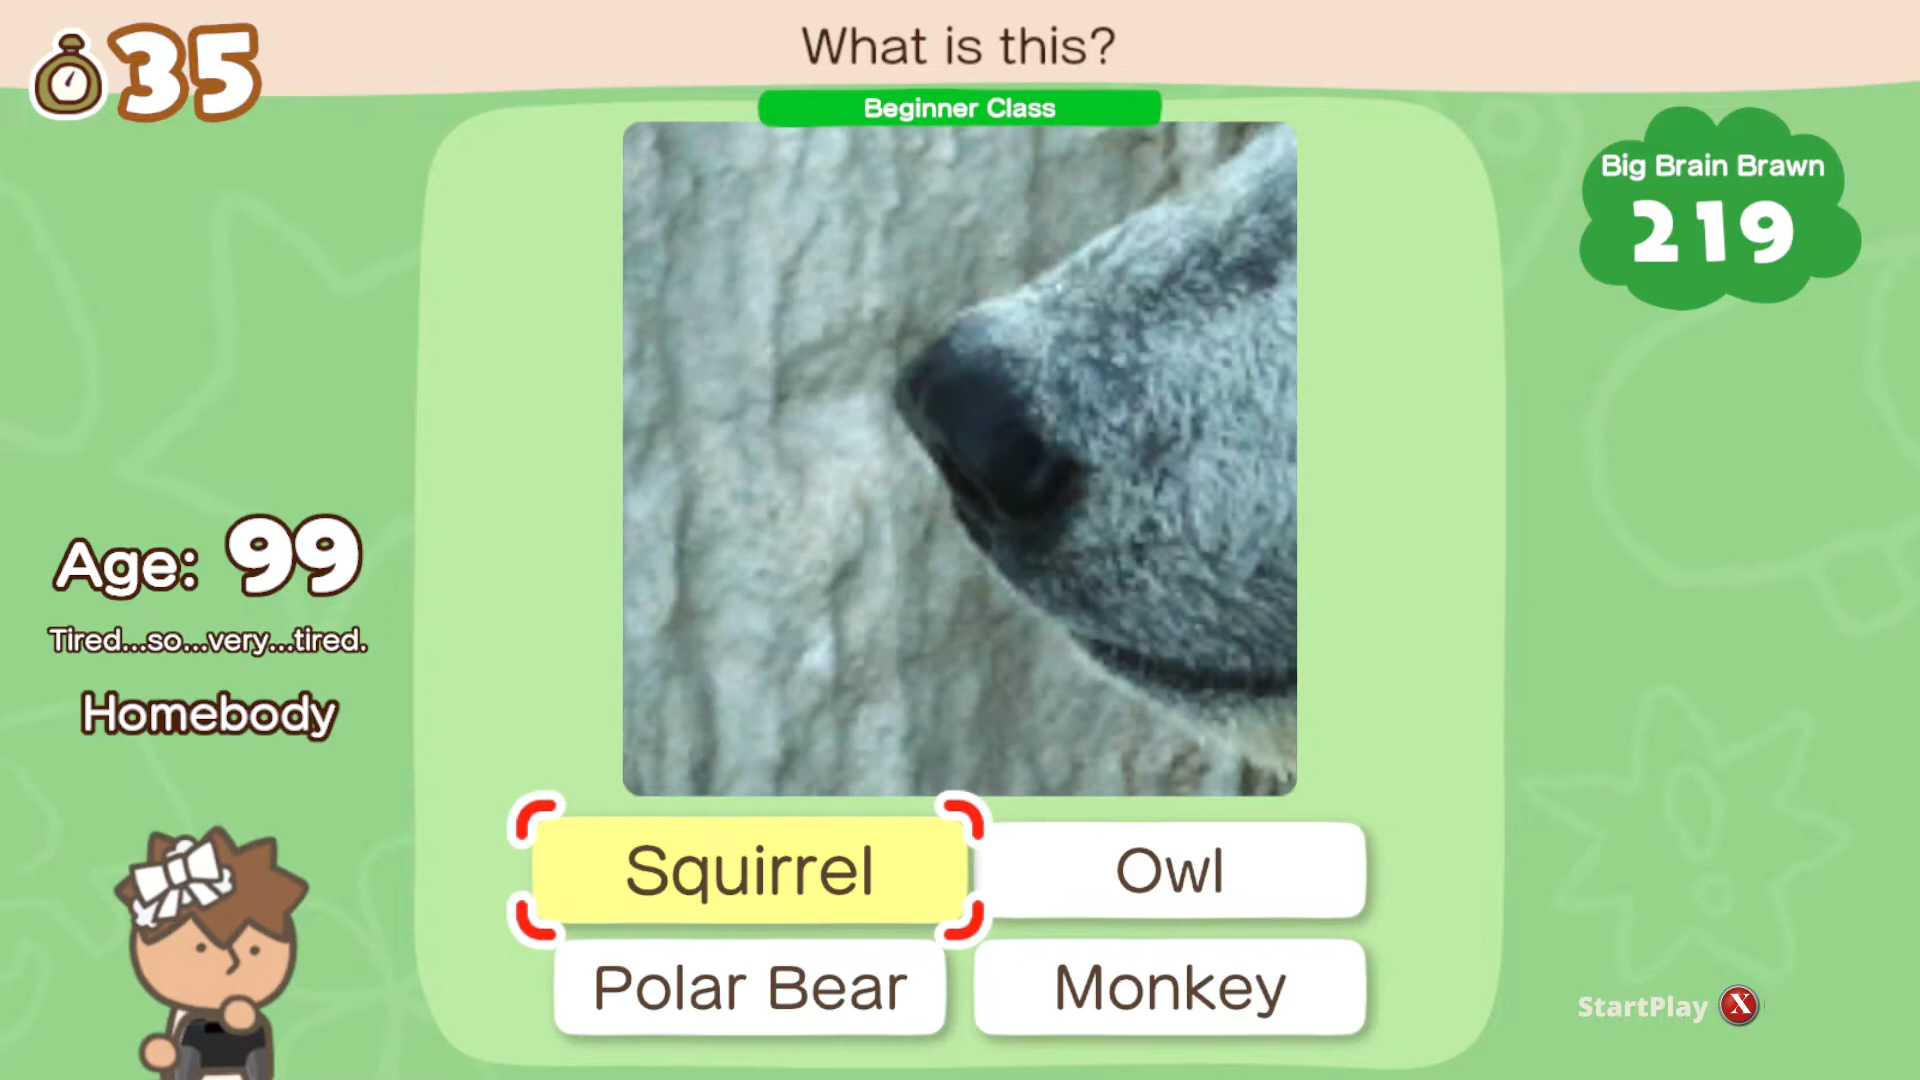 35
What is this?
Beginner Class
Big Brain Brawn
219
Age: 99
Tired...so...very...tired.
Homebody
Squirrel
Owl
Polar Bear
Monkey
StartPlay X